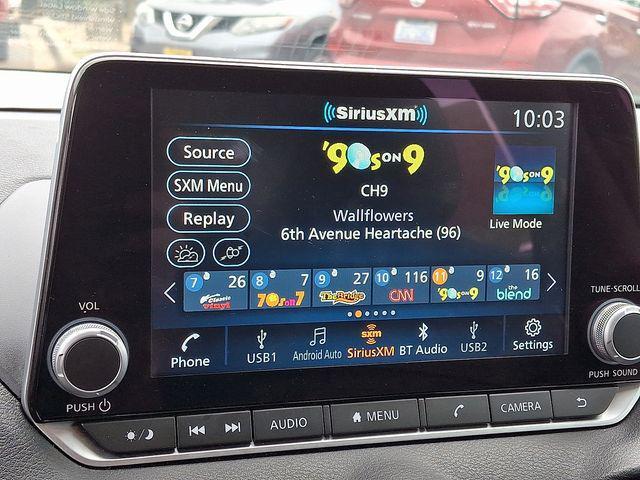 SiriusXM
10:03
Source
SXM Menu
Replay
'90s on 9
CH9
Wallflowers
6th Avenue Heartache (96)
'90s on 9
Live Mode
7 26 Classic Vinyl
8 7 70s on 7
9 27 The Bridge
10 116 CNN
11 9 '90s on 9
12 16 the blend
Phone
USB1
Android Auto
sxm
SiriusXM
BT Audio
USB2
Settings
VOL
PUSH
TUNE-SCROLL
PUSH SOUND
AUDIO
MENU
CAMERA